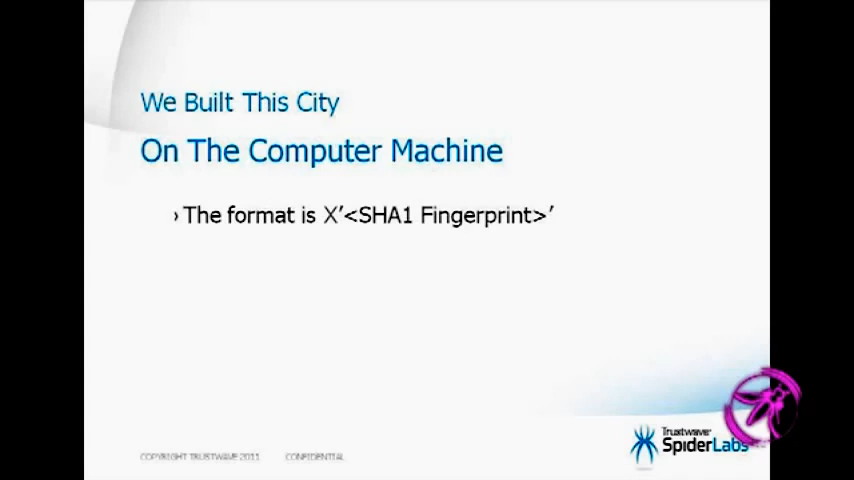 We Built This City
On The Computer Machine
› The format is X’<SHA1 Fingerprint>’
Trustwave®
SpiderLabs
COPYRIGHT TRUSTWAVE 2011 CONFIDENTIAL